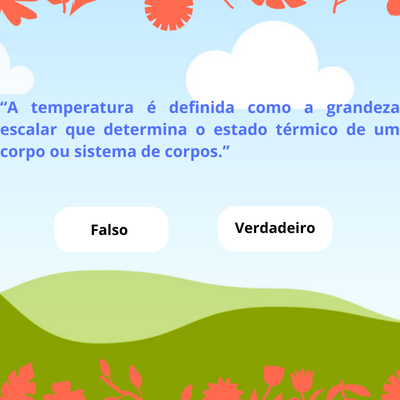 “A temperatura é definida como a grandeza
escalar que determina o estado térmico de um
corpo ou sistema de corpos.”
Falso
Verdadeiro